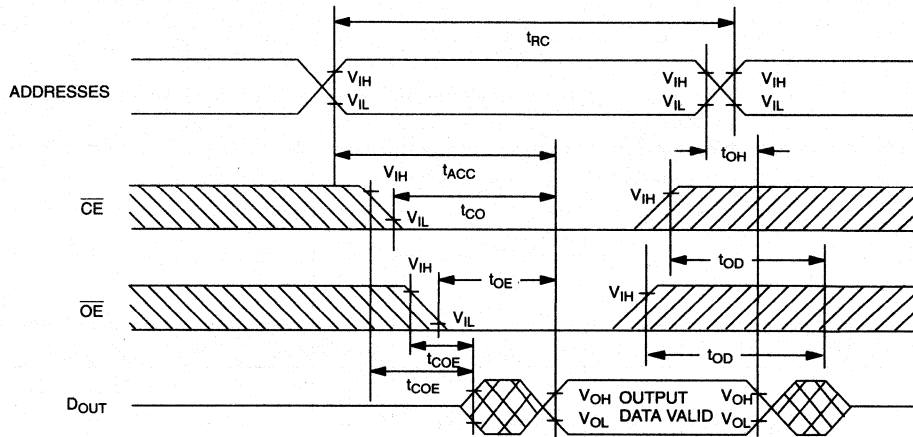 tRC
ADDRESSES
VIH
VIL
VIH
VIL
VIH
VIL
tOH
tACC
CE
VIH
VIL
tCO
VIH
tOD
OE
VIH
VIL
tOE
VIH
tOD
tCOE
tCOE
DOUT
VOH
VOL
OUTPUT
DATA VALID
VOH
VOL